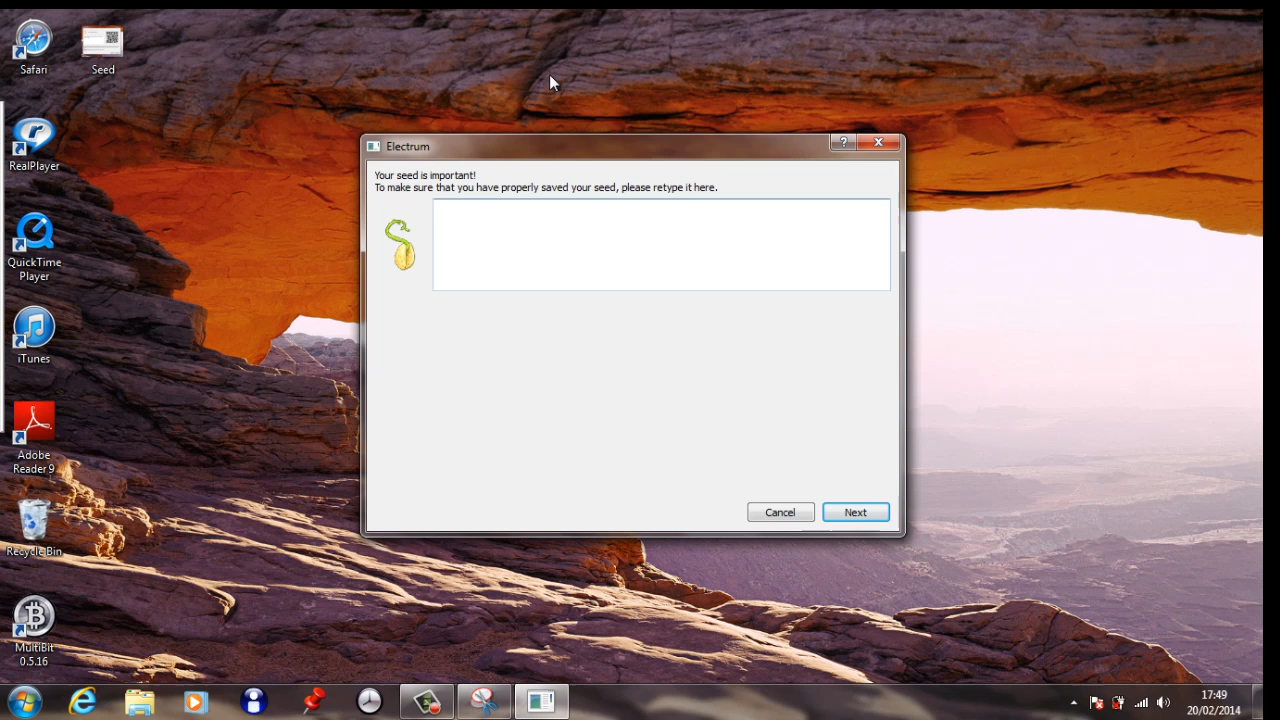 Safari
Seed
RealPlayer
QuickTime
Player
iTunes
Adobe
Reader 9
Recycle Bin
MultiBit
0.5.16
Electrum
Your seed is important!
To make sure that you have properly saved your seed, please retype it here.
Cancel
Next
17:49
20/02/2014